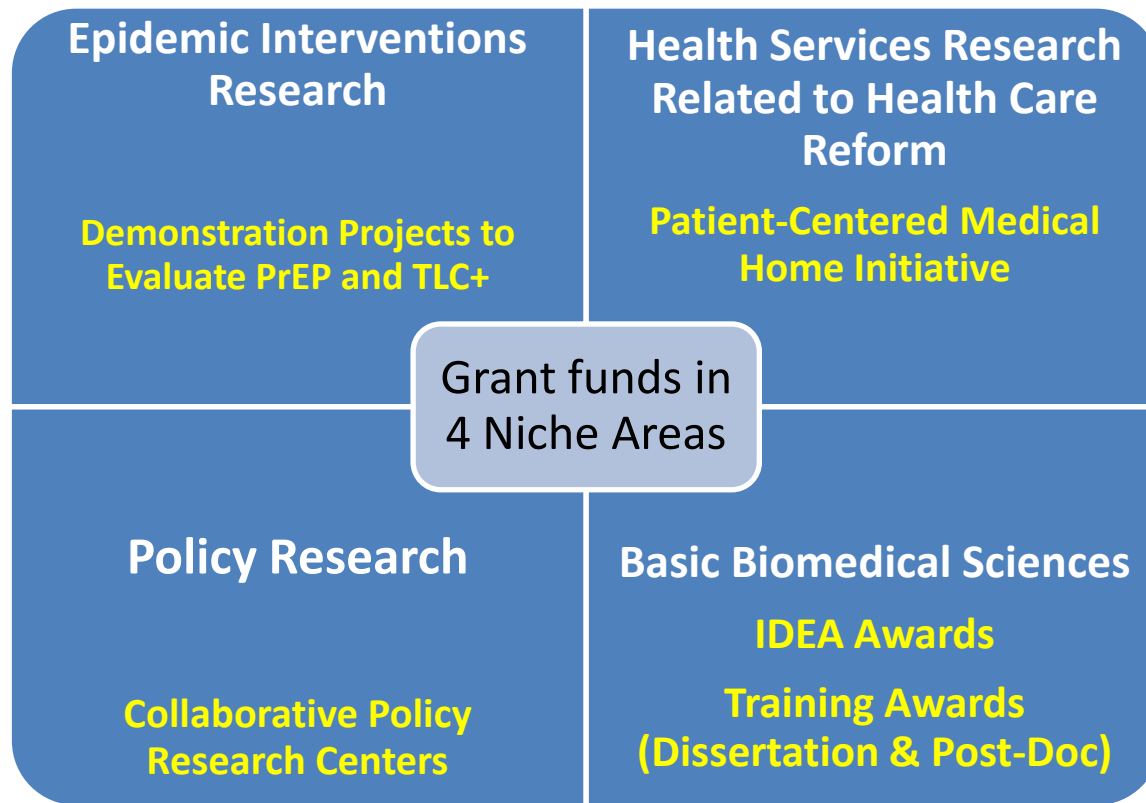 Epidemic Interventions
Research
Demonstration Projects to
Evaluate PrEP and TLC+
Health Services Research
Related to Health Care
Reform
Patient-Centered Medical
Home Initiative
Grant funds in
4 Niche Areas
Policy Research
Collaborative Policy
Research Centers
Basic Biomedical Sciences
IDEA Awards
Training Awards
(Dissertation & Post-Doc)